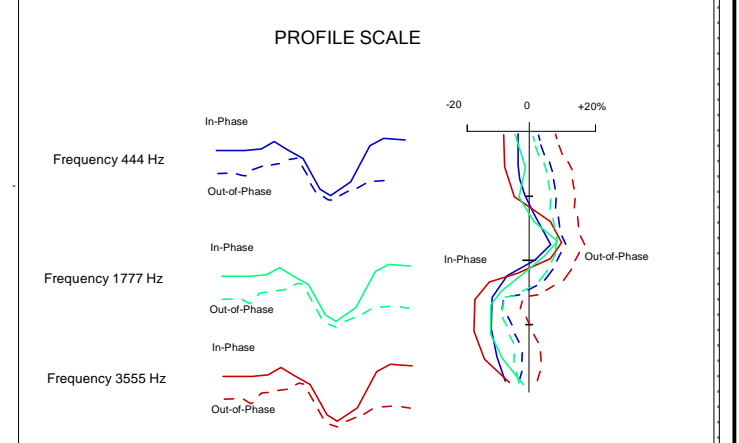 PROFILE SCALE
-20 0 +20%
In-Phase
Frequency 444 Hz
Out-of-Phase
In-Phase
In-Phase
Out-of-Phase
Frequency 1777 Hz
Out-of-Phase
In-Phase
Frequency 3555 Hz
Out-of-Phase